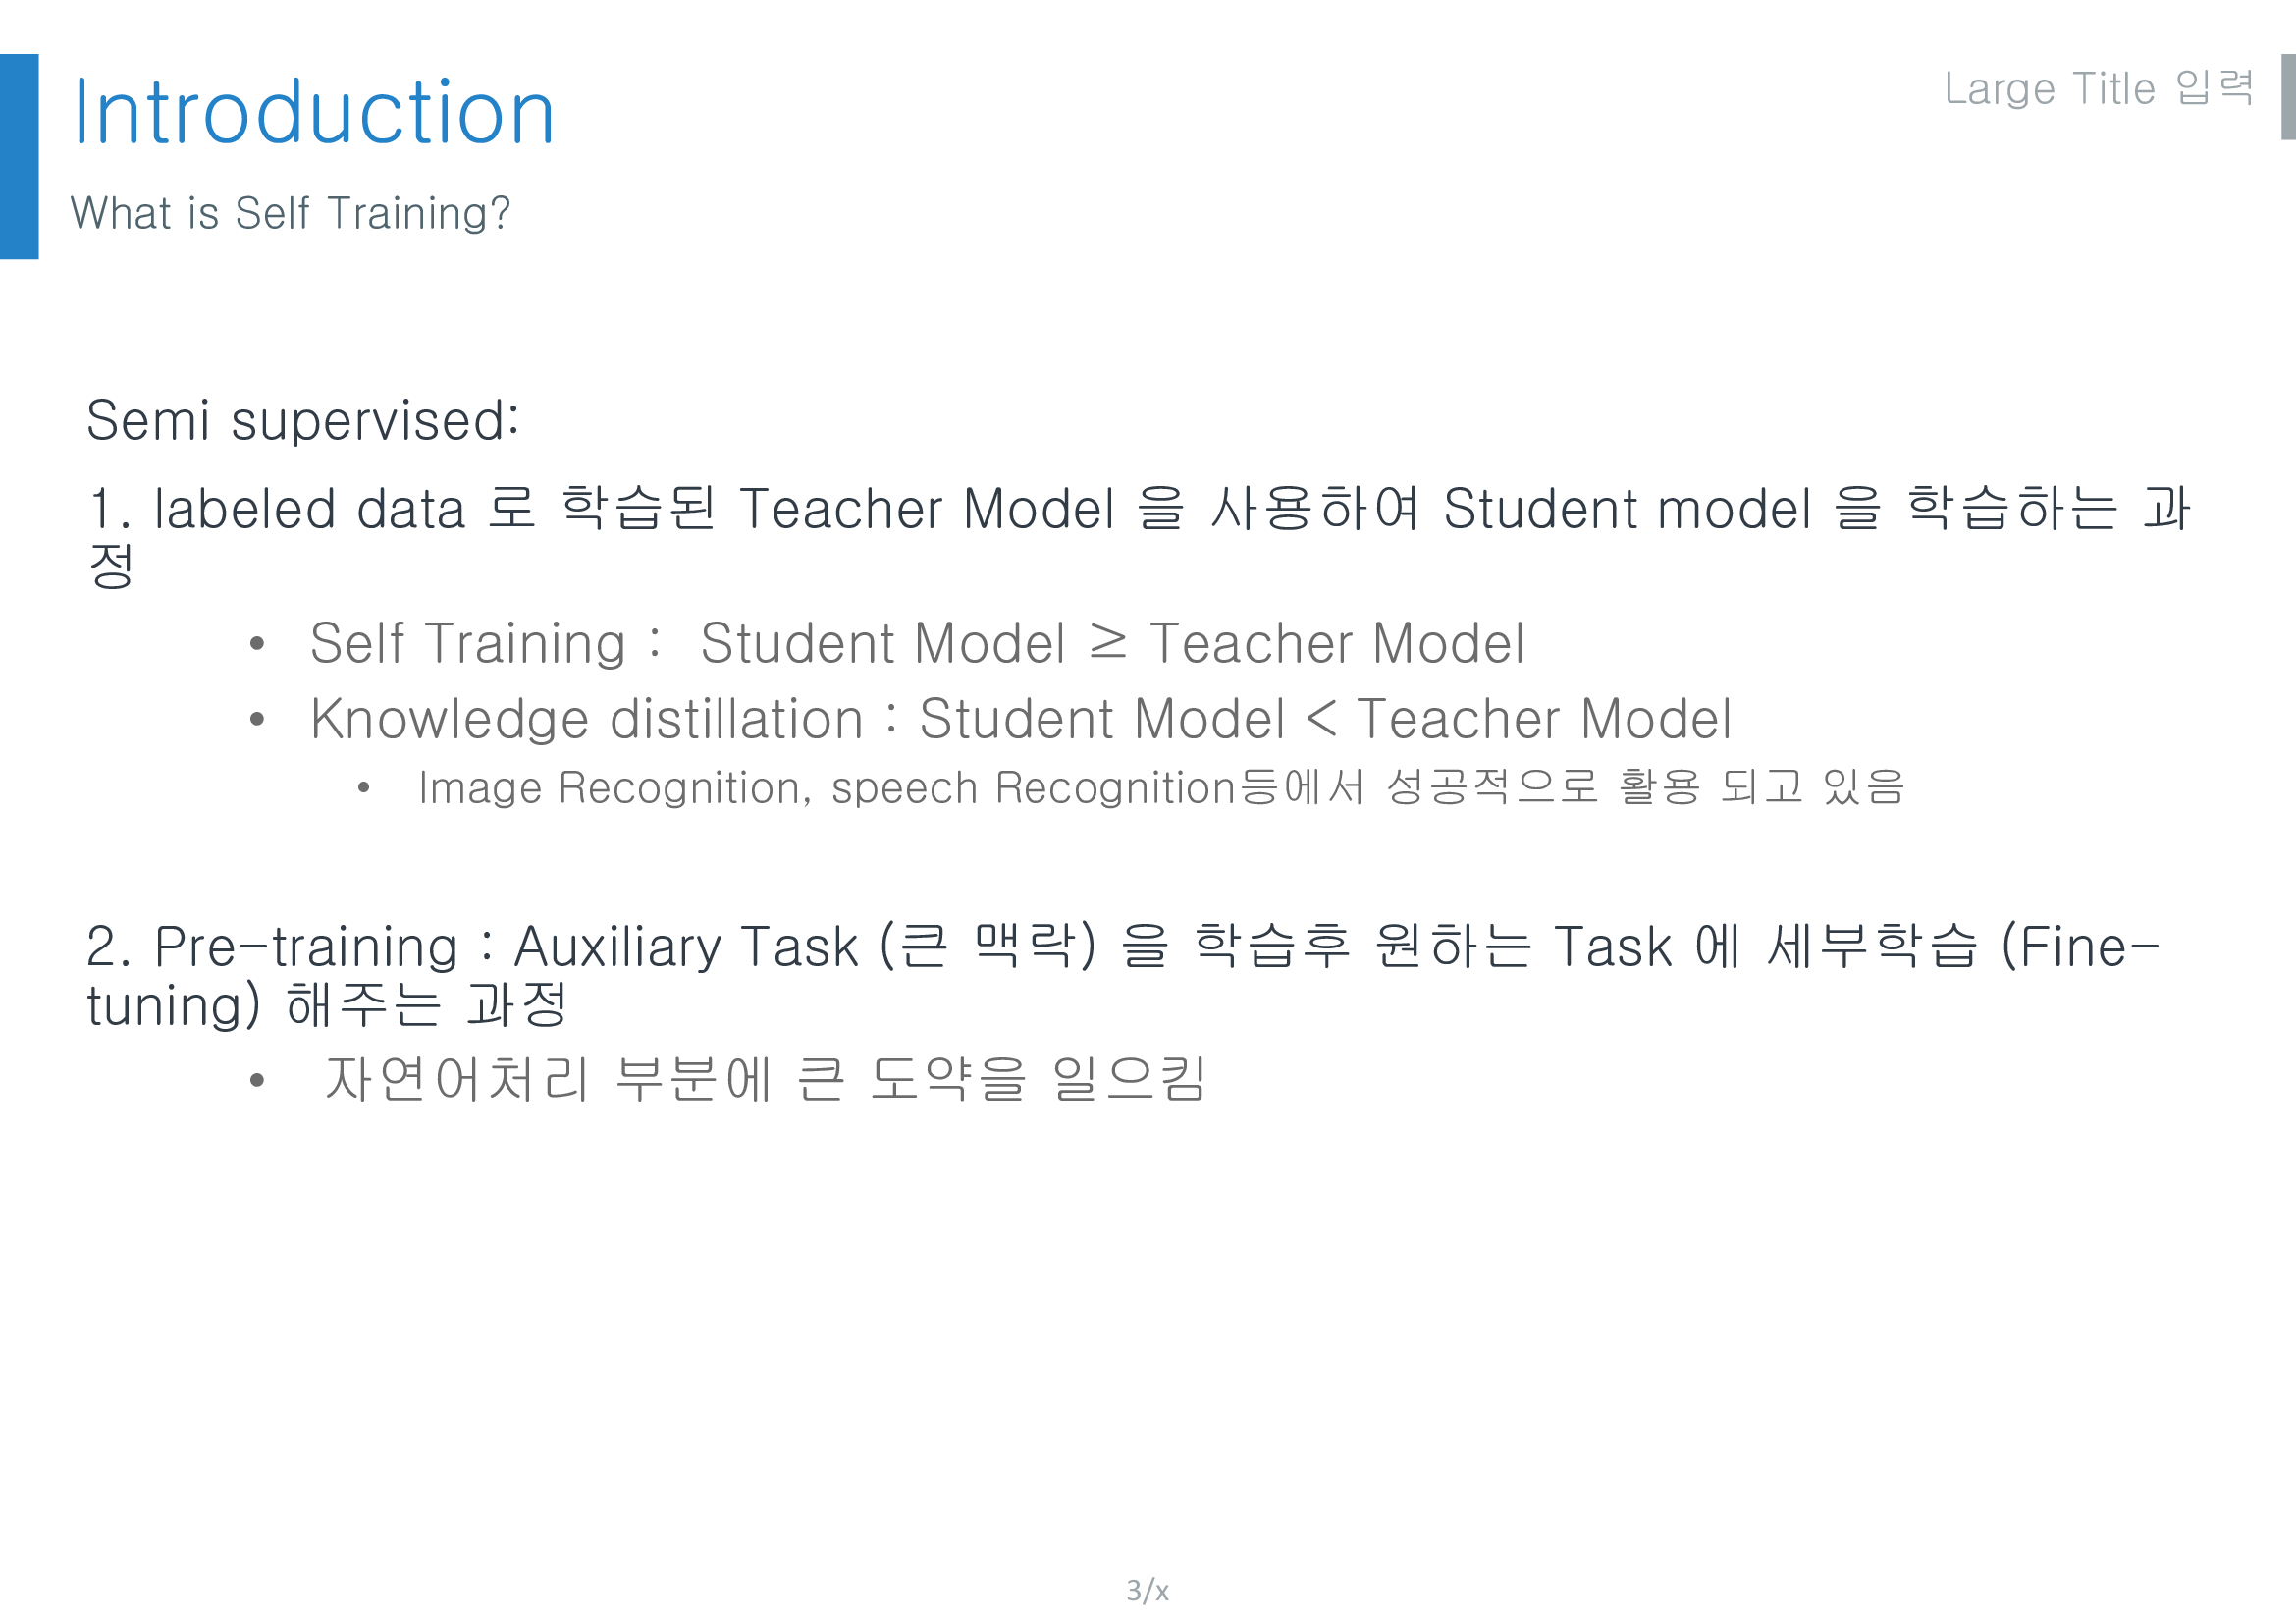 Introduction
Large Title 입력
What is Self Training?
Semi supervised:
1. labeled data 로 학습된 Teacher Model 을 사용하여 Student model 을 학습하는 과
정
• Self Training : Student Model ≥ Teacher Model
• Knowledge distillation : Student Model < Teacher Model
• Image Recognition, speech Recognition등에서 성공적으로 활용 되고 있음
2. Pre-training : Auxiliary Task (큰 맥락) 을 학습후 원하는 Task 에 세부학습 (Fine-
tuning) 해주는 과정
• 자연어처리 부분에 큰 도약을 일으킴
3/x